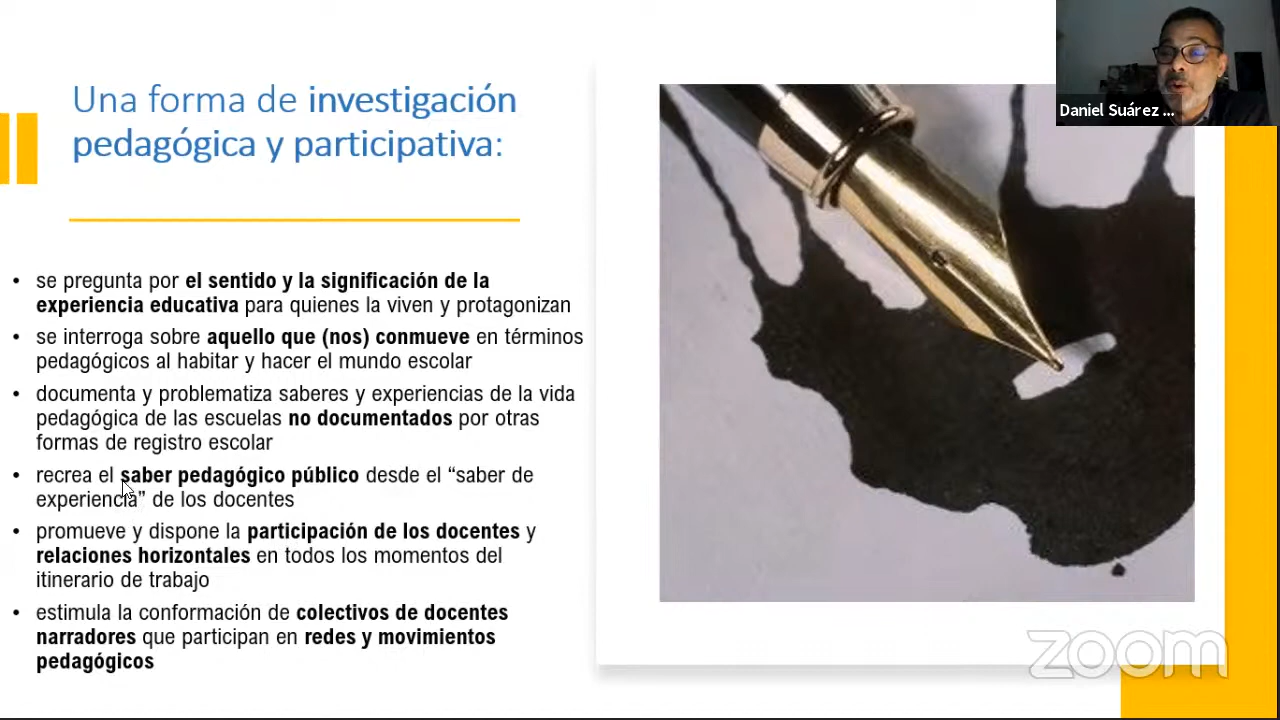 Una forma de investigación
pedagógica y participativa:
Daniel Suárez ...
• se pregunta por el sentido y la significación de la
experiencia educativa para quienes la viven y protagonizan
• se interroga sobre aquello que (nos) conmueve en términos
pedagógicos al habitar y hacer el mundo escolar
• documenta y problematiza saberes y experiencias de la vida
pedagógica de las escuelas no documentados por otras
formas de registro escolar
• recrea el saber pedagógico público desde el “saber de
experiencia” de los docentes
• promueve y dispone la participación de los docentes y
relaciones horizontales en todos los momentos del
itinerario de trabajo
• estimula la conformación de colectivos de docentes
narradores que participan en redes y movimientos
pedagógicos
zoom